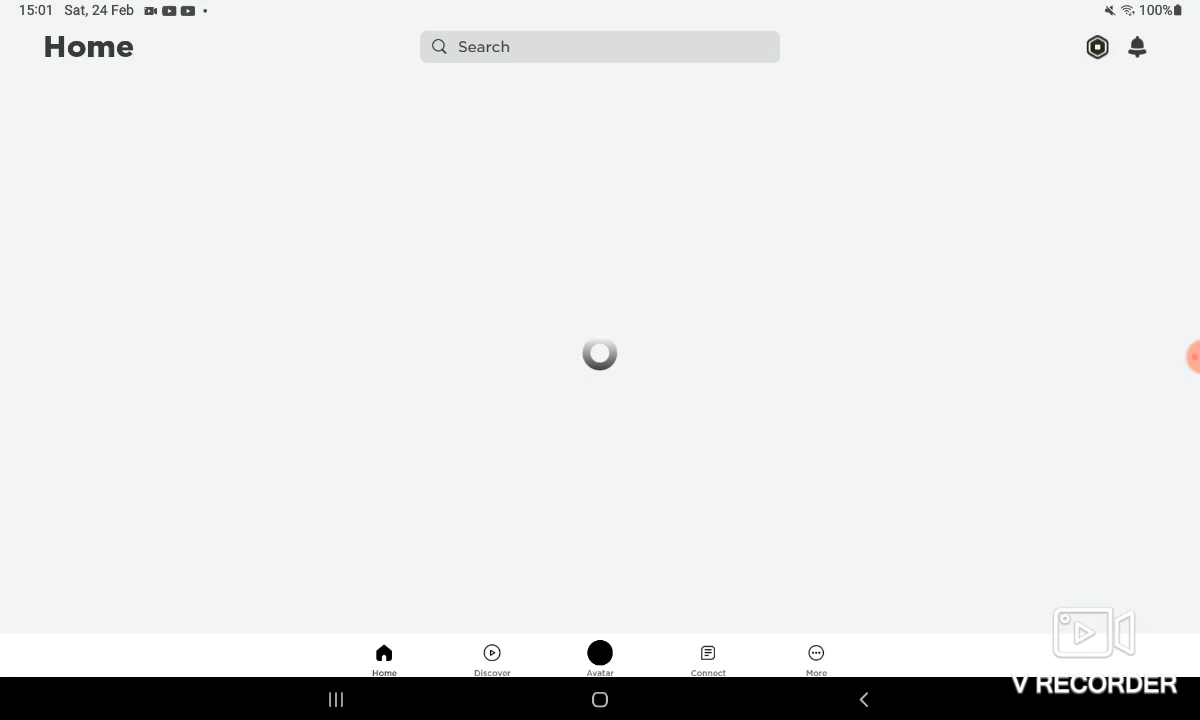 15:01 Sat, 24 Feb
100%
Home
Search
Home
Discover
Avatar
Connect
More
V RECORDER